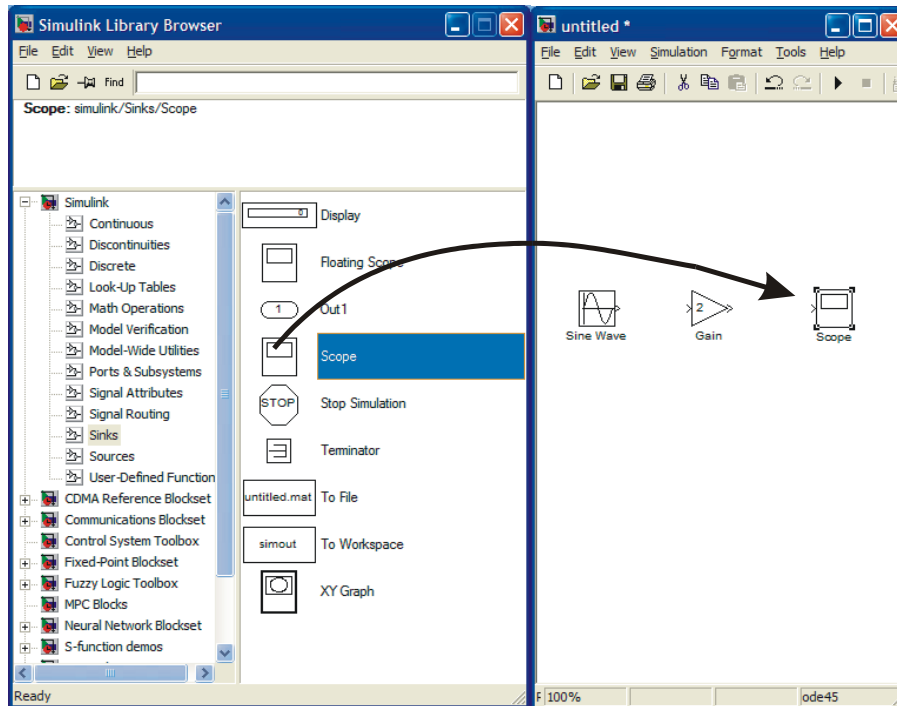 Simulink Library Browser
File Edit View Help
Find
Scope: simulink/Sinks/Scope
Simulink
Continuous
Discontinuities
Discrete
Look-Up Tables
Math Operations
Model Verification
Model-Wide Utilities
Ports & Subsystems
Signal Attributes
Signal Routing
Sinks
Sources
User-Defined Function
CDMA Reference Blockset
Communications Blockset
Control System Toolbox
Fixed-Point Blockset
Fuzzy Logic Toolbox
MPC Blocks
Neural Network Blockset
S-function demos
0 Display
Floating Scope
1 Out1
Scope
STOP Stop Simulation
Terminator
untitled.mat To File
simout To Workspace
XY Graph
Ready
untitled *
File Edit View Simulation Format Tools Help
Sine Wave
2
Gain
Scope
F 100% ode45